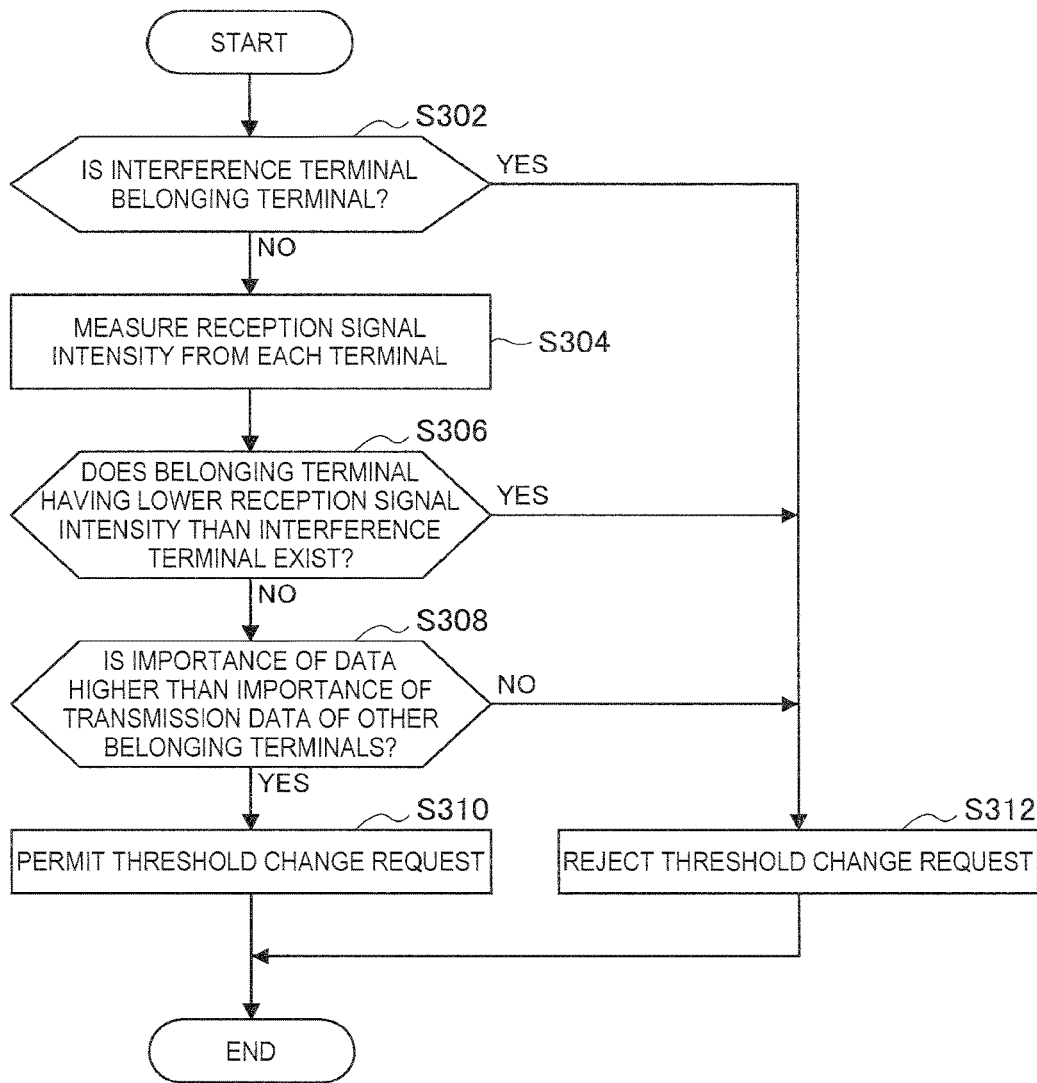 START
S302
IS INTERFERENCE TERMINAL
BELONGING TERMINAL?
YES
NO
MEASURE RECEPTION SIGNAL
INTENSITY FROM EACH TERMINAL
S304
S306
DOES BELONGING TERMINAL
HAVING LOWER RECEPTION SIGNAL
INTENSITY THAN INTERFERENCE
TERMINAL EXIST?
YES
NO
S308
IS IMPORTANCE OF DATA
HIGHER THAN IMPORTANCE OF
TRANSMISSION DATA OF OTHER
BELONGING TERMINALS?
NO
YES
S310
PERMIT THRESHOLD CHANGE REQUEST
S312
REJECT THRESHOLD CHANGE REQUEST
END